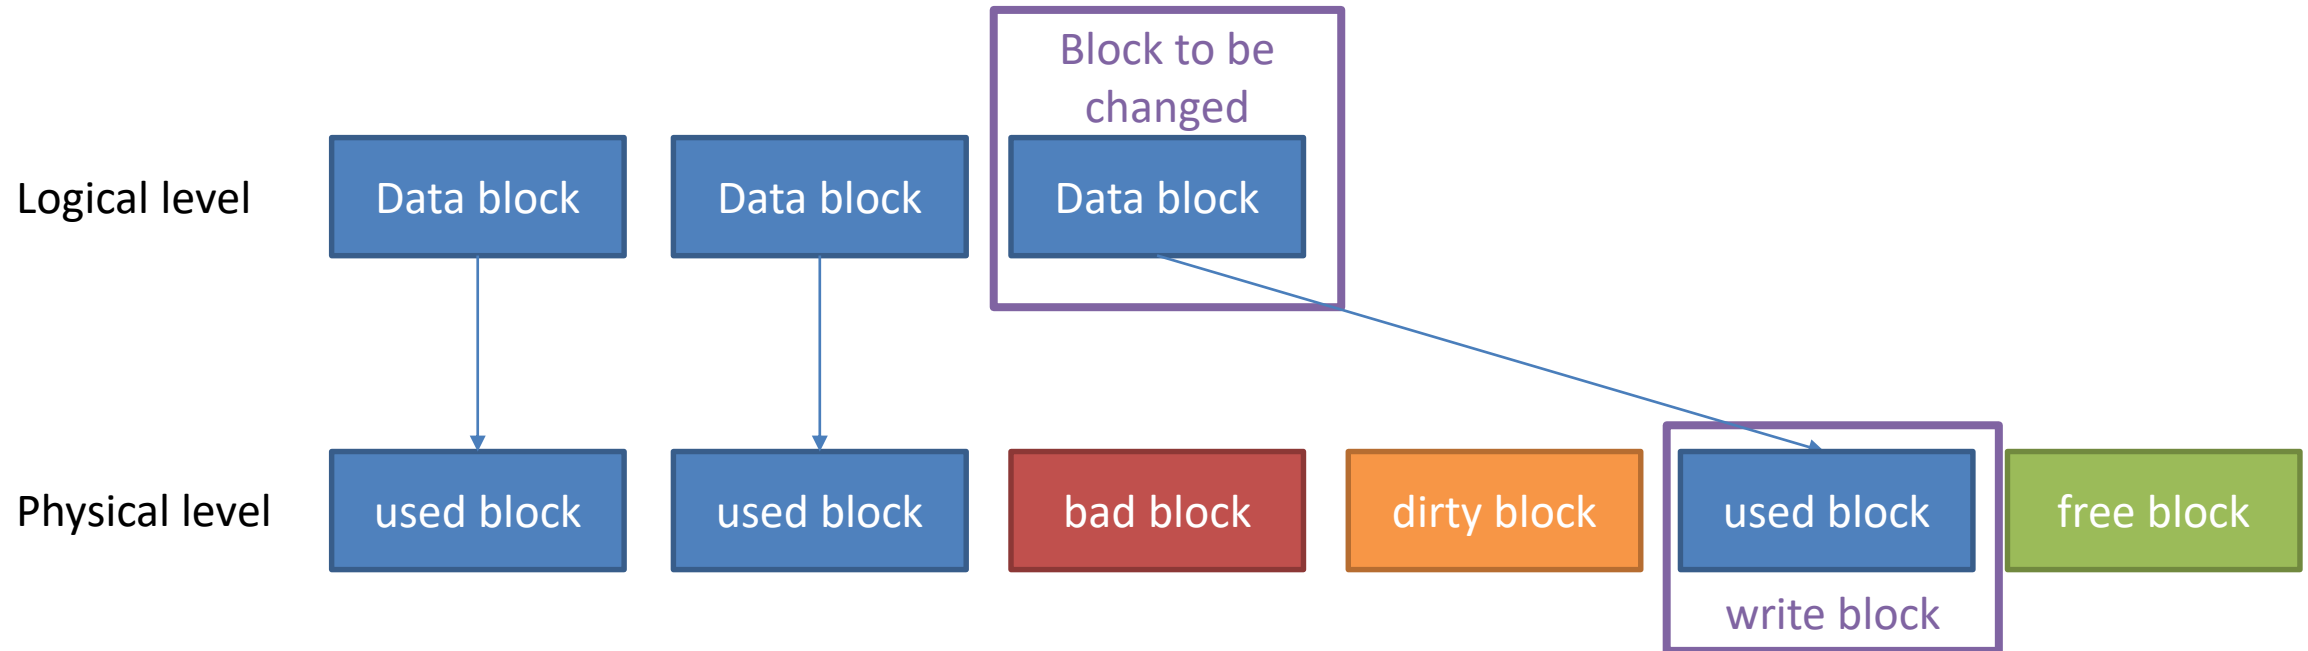 Block to be
changed
Logical level Data block Data block Data block
Physical level used block used block bad block dirty block used block free block
write block